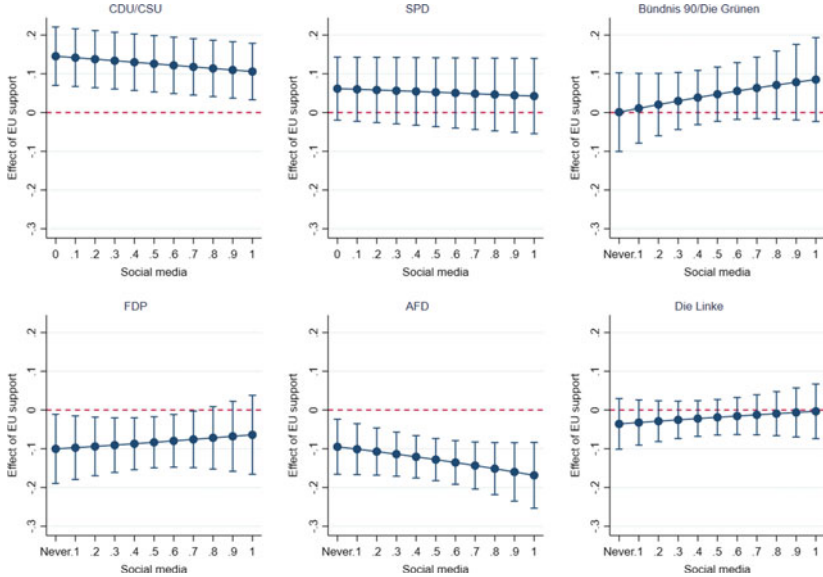 CDU/CSU
Effect of EU support
.2
.1
0
-.1
-.2
-.3
0 .1 .2 .3 .4 .5 .6 .7 .8 .9 1
Social media
SPD
Effect of EU support
.2
.1
0
-.1
-.2
-.3
0 .1 .2 .3 .4 .5 .6 .7 .8 .9 1
Social media
Bündnis 90/Die Grünen
Effect of EU support
.2
.1
0
-.1
-.2
-.3
Never .1 .2 .3 .4 .5 .6 .7 .8 .9 1
Social media
FDP
Effect of EU support
.2
.1
0
-.1
-.2
-.3
Never .1 .2 .3 .4 .5 .6 .7 .8 .9 1
Social media
AFD
Effect of EU support
.2
.1
0
-.1
-.2
-.3
Never .1 .2 .3 .4 .5 .6 .7 .8 .9 1
Social media
Die Linke
Effect of EU support
.2
.1
0
-.1
-.2
-.3
Never .1 .2 .3 .4 .5 .6 .7 .8 .9 1
Social media